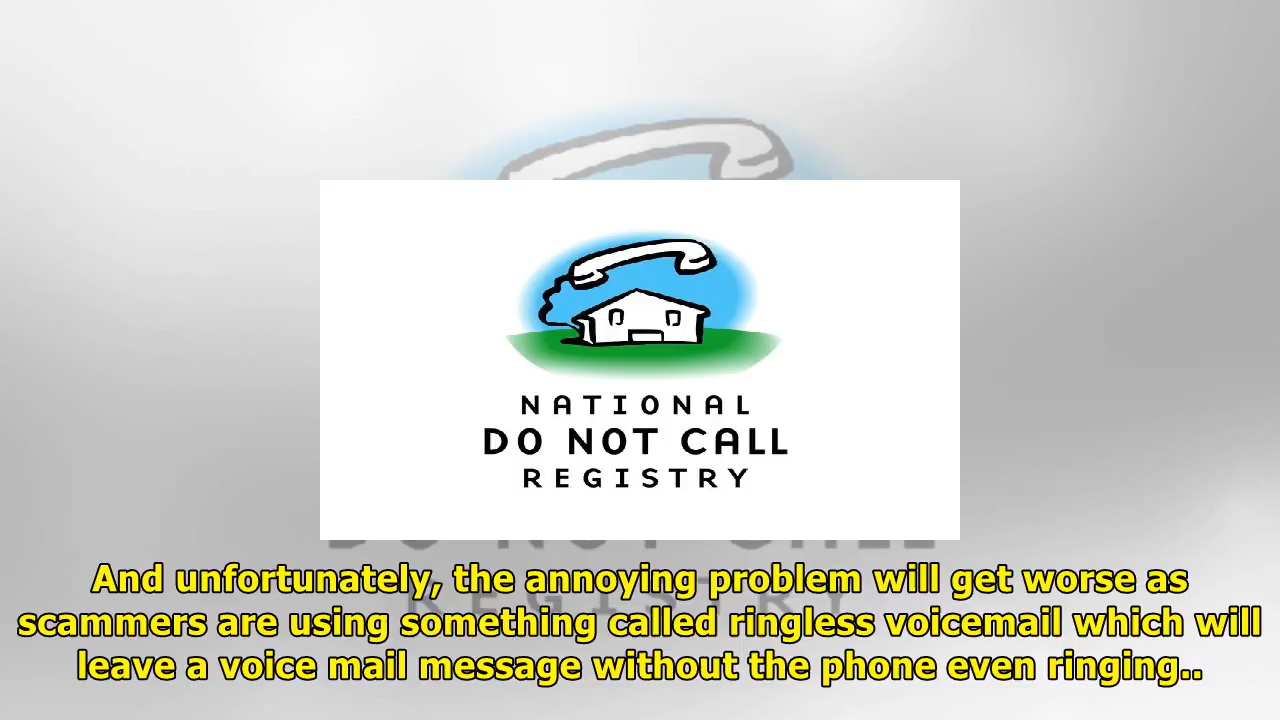 NATIONAL
DO NOT CALL
REGISTRY
And unfortunately, the annoying problem will get worse as
scammers are using something called ringless voicemail which will
leave a voice mail message without the phone even ringing..